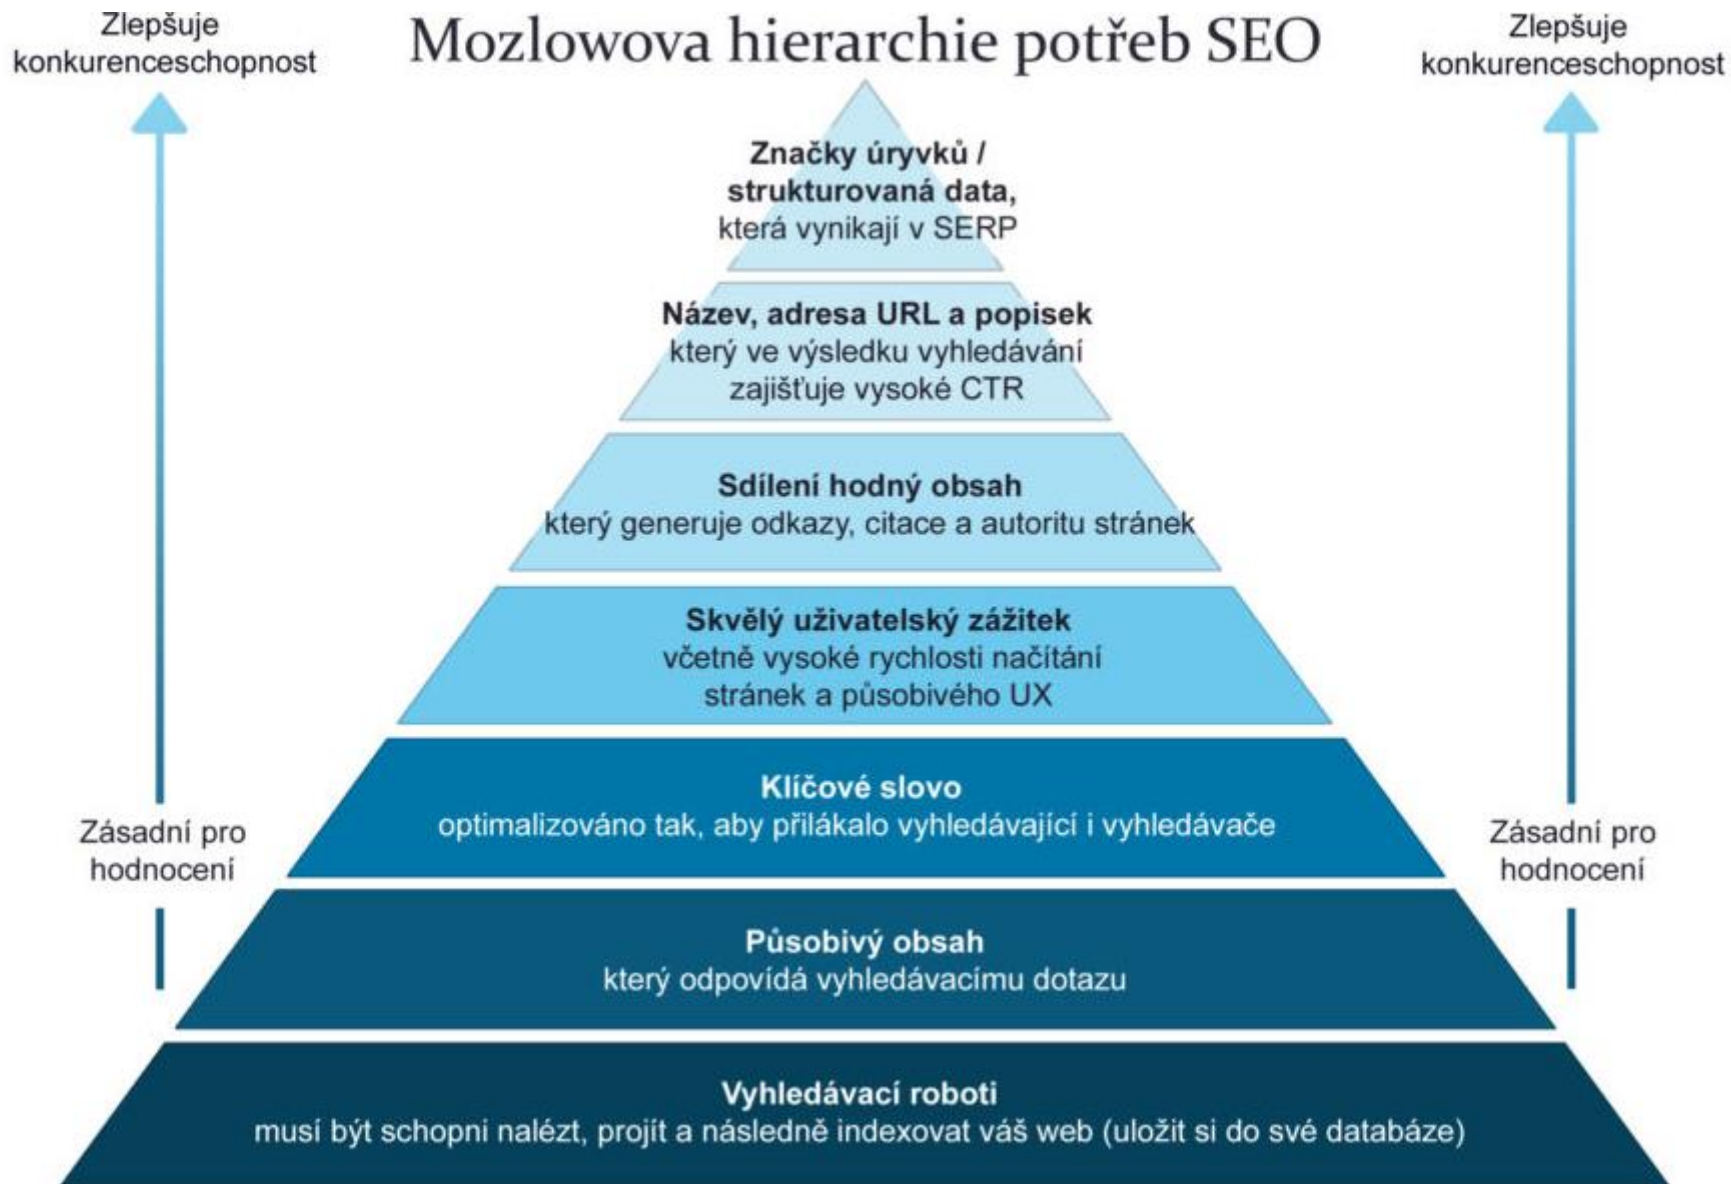 Mozlowova hierarchie potřeb SEO
Zlepšuje
konkurenceschopnost
Zlepšuje
konkurenceschopnost
Značky úryvků /
strukturovaná data,
která vynikají v SERP
Název, adresa URL a popisek
který ve výsledku vyhledávání
zajišťuje vysoké CTR
Sdílení hodný obsah
který generuje odkazy, citace a autoritu stránek
Skvělý uživatelský zážitek
včetně vysoké rychlosti načítání
stránek a působivého UX
Klíčové slovo
optimalizováno tak, aby přilákalo vyhledávající i vyhledávače
Zásadní pro
hodnocení
Zásadní pro
hodnocení
Působivý obsah
který odpovídá vyhledávacímu dotazu
Vyhledávací roboti
musí být schopni nalézt, projít a následně indexovat váš web (uložit si do své databáze)